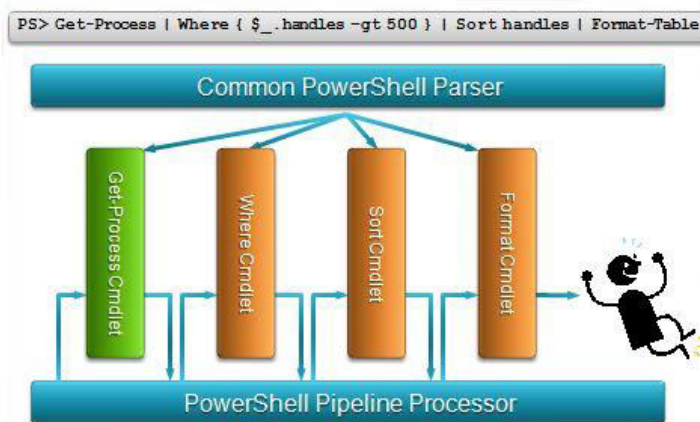 PS> Get-Process | Where { $_.handles -gt 500 } | Sort handles | Format-Table
Common PowerShell Parser
Get-Process Cmdlet
Where Cmdlet
Sort Cmdlet
Format Cmdlet
PowerShell Pipeline Processor